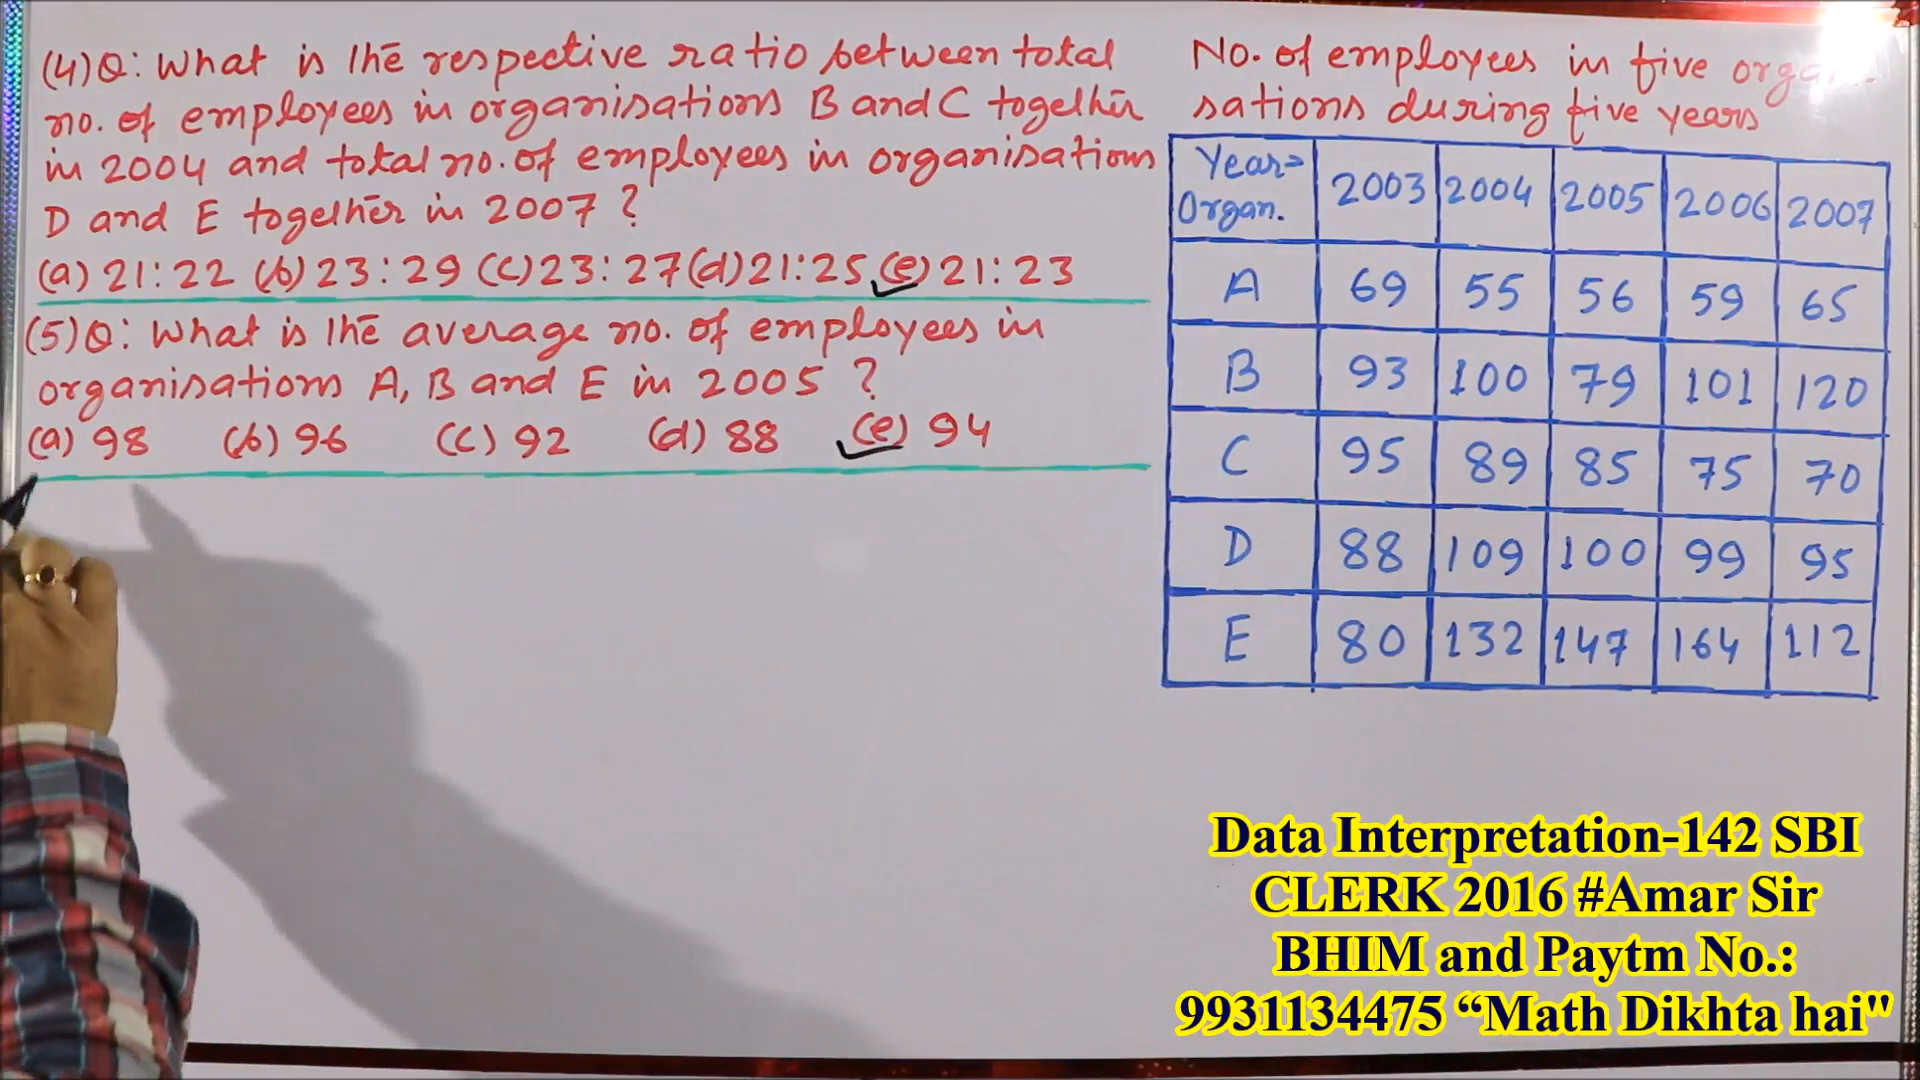 (4)Q: What is the respective ratio between total
no. of employees in organisations B and C together
in 2004 and total no. of employees in organisations
D and E together in 2007 ?
(a) 21:22 (b) 23:29 (c) 23:27 (d) 21:25 (e) 21:23
(5)Q: What is the average no. of employees in
organisations A, B and E in 2005 ?
(a) 98 (b) 96 (c) 92 (d) 88 (e) 94
No. of employees in five organi-
sations during five years
Year→ 2003 2004 2005 2006 2007
Organ.
A 69 55 56 59 65
B 93 100 79 101 120
C 95 89 85 75 70
D 88 109 100 99 95
E 80 132 147 164 112
Data Interpretation-142 SBI
CLERK 2016 #Amar Sir
BHIM and Paytm No.:
9931134475 “Math Dikhta hai"